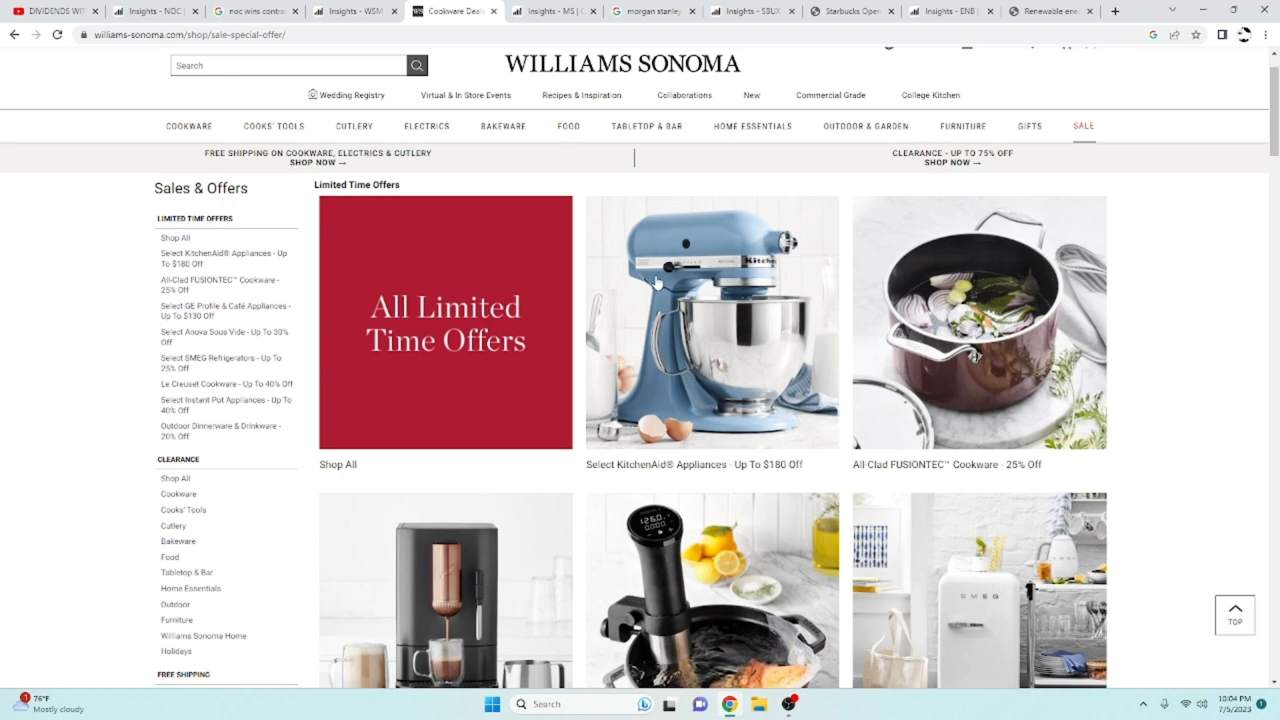 DIVIDENDS WIT
Insights - NOC |
noc wins contro
Insights - WSM
Cookware Deal
Insights - MS |
morgan stanley
Insights - SBUX
Starbucks Open
Insights - ENB |
Renewable ener
williams-sonoma.com/shop/sale-special-offer/
Search
WILLIAMS SONOMA
Wedding Registry
Virtual & In Store Events
Recipes & Inspiration
Collaborations
New
Commercial Grade
College Kitchen
COOKWARE
COOKS' TOOLS
CUTLERY
ELECTRICS
BAKEWARE
FOOD
TABLETOP & BAR
HOME ESSENTIALS
OUTDOOR & GARDEN
FURNITURE
GIFTS
SALE
FREE SHIPPING ON COOKWARE, ELECTRICS & CUTLERY
SHOP NOW →
CLEARANCE - UP TO 75% OFF
SHOP NOW →
Sales & Offers
LIMITED TIME OFFERS
Shop All
Select KitchenAid® Appliances - Up
To $180 Off
All-Clad FUSIONTEC™ Cookware -
25% Off
Select GE Profile & Café Appliances -
Up To $130 Off
Select Anova Sous Vide - Up To 30%
Off
Select SMEG Refrigerators - Up To
25% Off
Le Creuset Cookware - Up To 40% Off
Select Instant Pot Appliances - Up To
40% Off
Outdoor Dinnerware & Drinkware -
20% Off
CLEARANCE
Shop All
Cookware
Cooks' Tools
Cutlery
Bakeware
Food
Tabletop & Bar
Home Essentials
Outdoor
Furniture
Williams Sonoma Home
Holidays
FREE SHIPPING
Limited Time Offers
All Limited
Time Offers
Kitche
Shop All
Select KitchenAid® Appliances - Up To $180 Off
All-Clad FUSIONTEC™ Cookware - 25% Off
126.0
SMEG
TOP
1
76°F
Mostly cloudy
Search
10:04 PM
7/5/2023
1